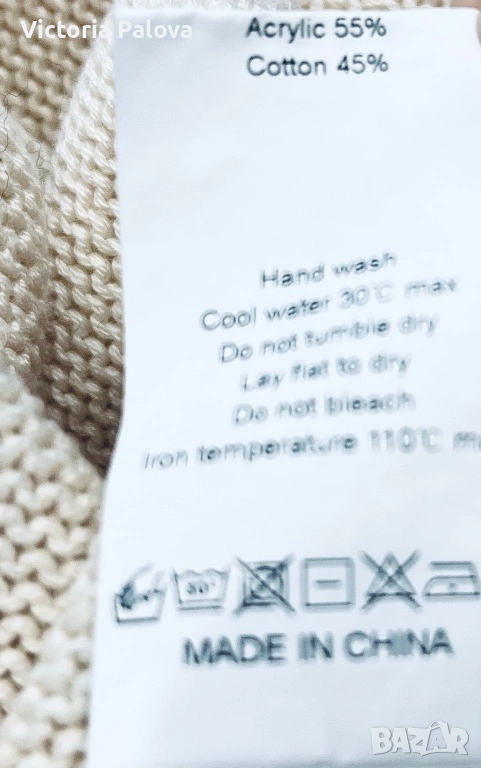 Victoria Palova
Acrylic 55%
Cotton 45%
Hand wash
Cool water 30°C max
Do not tumble dry
Lay flat to dry
Do not bleach
Iron temperature 110°C
30°
MADE IN CHINA
BAZAR